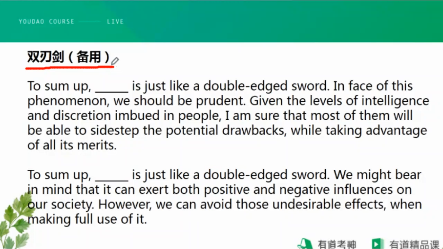 YOUDAO COURSE LIVE
双刃剑（备用）
To sum up, ______ is just like a double-edged sword. In face of this
phenomenon, we should be prudent. Given the levels of intelligence
and discretion imbued in people, I am sure that most of them will
be able to sidestep the potential drawbacks, while taking advantage
of all its merits.
To sum up, ______ is just like a double-edged sword. We might bear
in mind that it can exert both positive and negative influences on
our society. However, we can avoid those undesirable effects, when
making full use of it.
有道考神 有道精品课